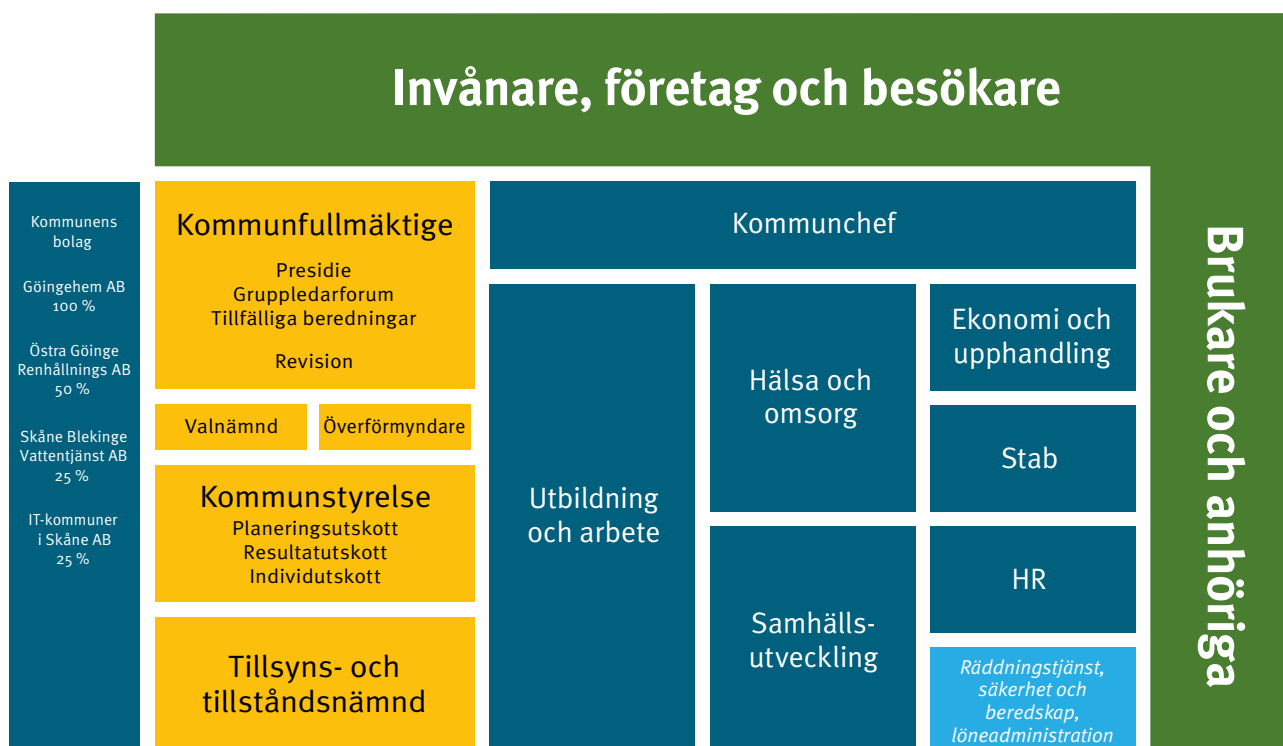 Invånare, företag och besökare
Kommunens
bolag
Göingehem AB
100 %
Östra Göinge
Renhållnings AB
50 %
Skåne Blekinge
Vattentjänst AB
25 %
IT-kommuner
i Skåne AB
25 %
Kommunfullmäktige
Presidie
Gruppledarforum
Tillfälliga beredningar
Revision
Valnämnd
Överförmyndare
Kommunstyrelse
Planeringsutskott
Resultatutskott
Individutskott
Tillsyns- och
tillståndsnämnd
Kommunchef
Utbildning
och arbete
Hälsa och
omsorg
Samhälls-
utveckling
Ekonomi och
upphandling
Stab
HR
Räddningstjänst,
säkerhet och
beredskap,
löneadministration
Brukare och anhöriga